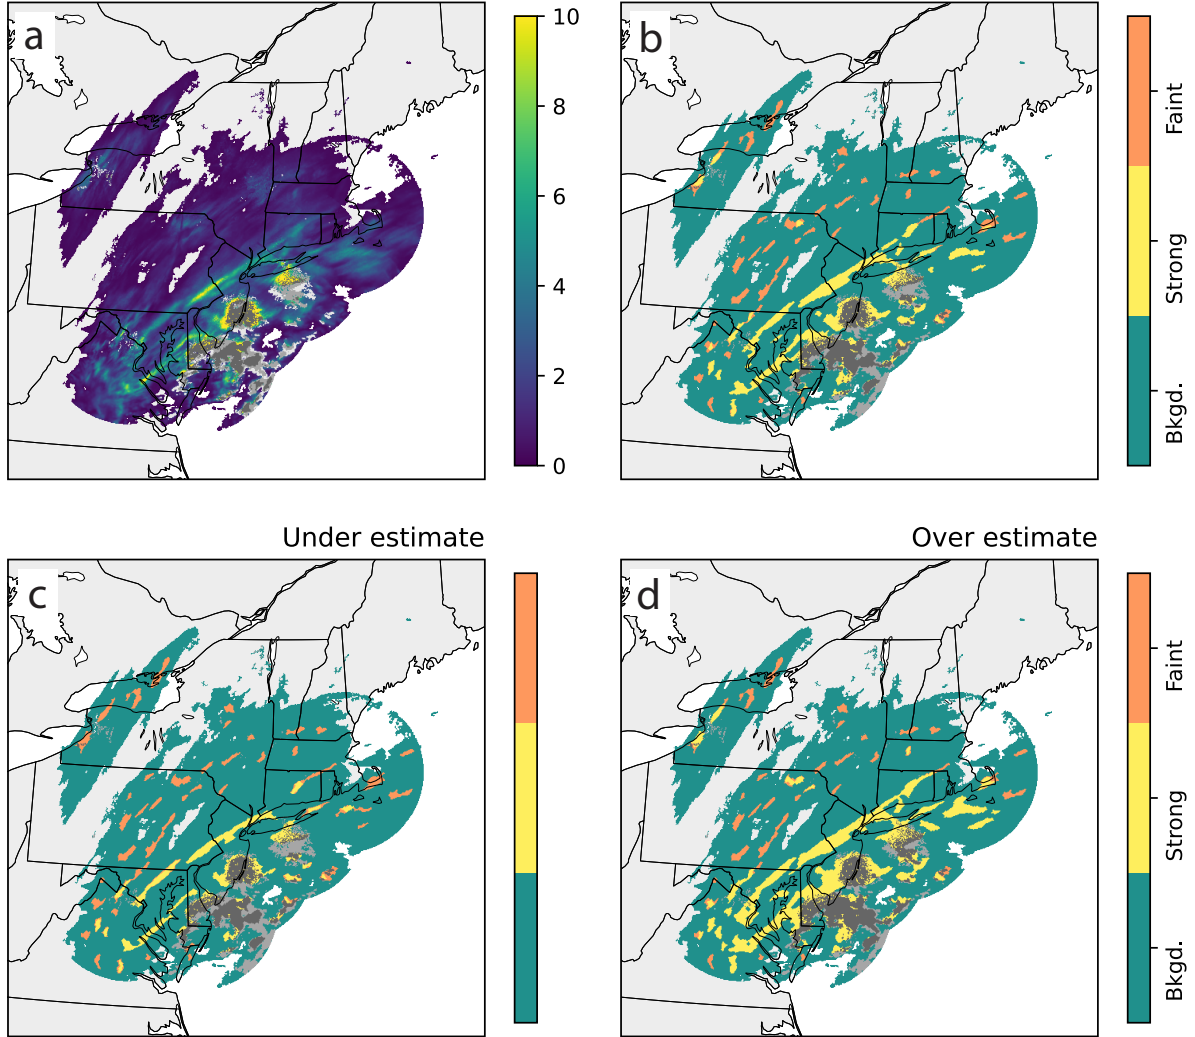 a
10
8
6
4
2
0
b
Faint
Strong
Bkgd.
Under estimate
c
Over estimate
d
Faint
Strong
Bkgd.